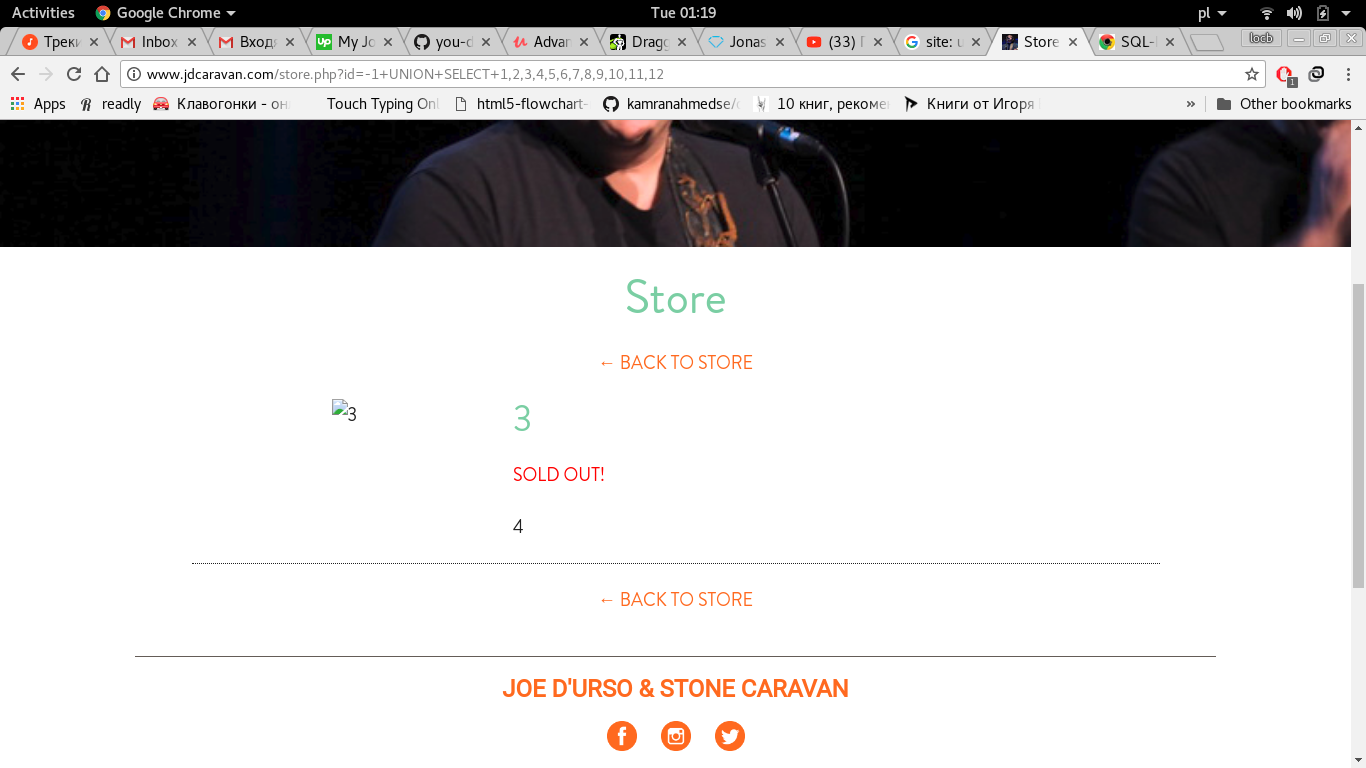 Activities Google Chrome Tue 01:19 pl
Треки Inbox Входя My Jo you-d Advan Dragg Jonas (33) site: u Store SQL- locb
www.jdcaravan.com/store.php?id=-1+UNION+SELECT+1,2,3,4,5,6,7,8,9,10,11,12
1
Apps readly Клавогонки - он Touch Typing Onl html5-flowchart- kamranahmedse/d 10 книг, рекоме Книги от Игоря » Other bookmarks
Store
← BACK TO STORE
3 3
SOLD OUT!
4
← BACK TO STORE
JOE D'URSO & STONE CARAVAN